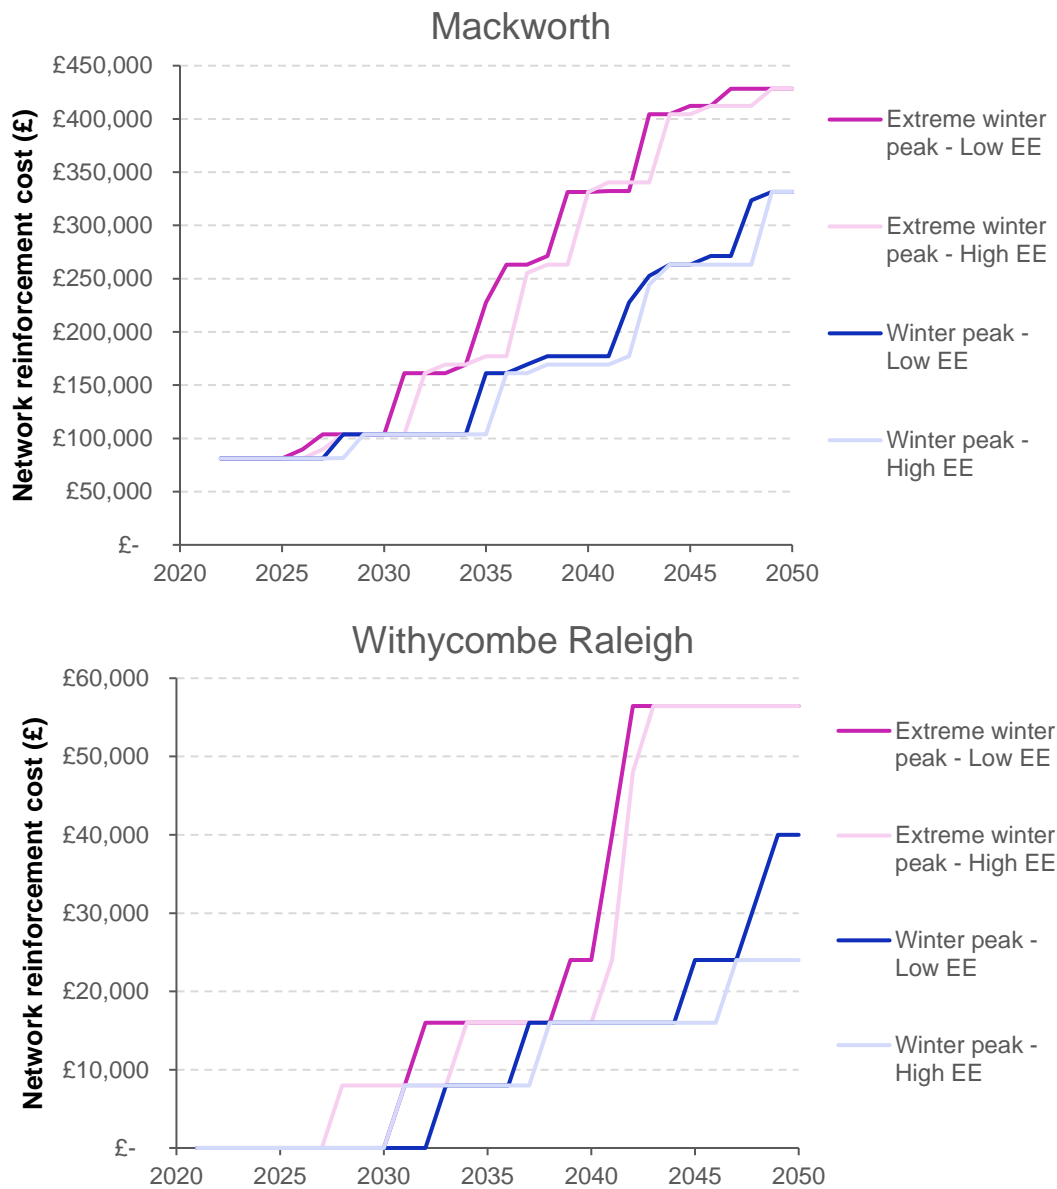 Mackworth
Network reinforcement cost (£)
£450,000
£400,000
£350,000
£300,000
£250,000
£200,000
£150,000
£100,000
£50,000
£-
2020 2025 2030 2035 2040 2045 2050
Extreme winter
peak - Low EE
Extreme winter
peak - High EE
Winter peak -
Low EE
Winter peak -
High EE
Withycombe Raleigh
Network reinforcement cost (£)
£60,000
£50,000
£40,000
£30,000
£20,000
£10,000
£-
2020 2025 2030 2035 2040 2045 2050
Extreme winter
peak - Low EE
Extreme winter
peak - High EE
Winter peak -
Low EE
Winter peak -
High EE